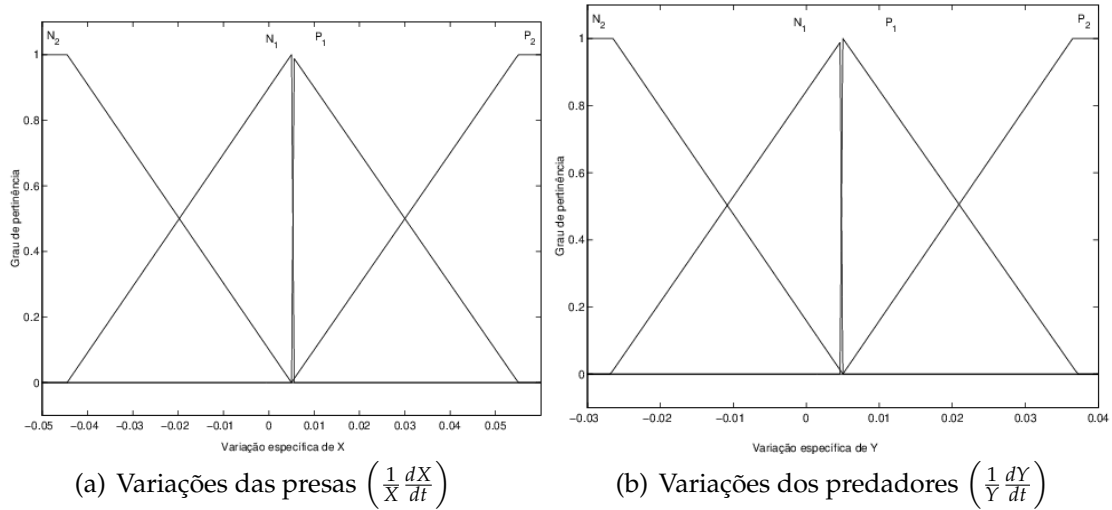 N2 N1 P1 P2
1
0.8
0.6
0.4
0.2
0
Grau de pertinência
−0.05 −0.04 −0.03 −0.02 −0.01 0 0.01 0.02 0.03 0.04 0.05
Variação específica de X
(a) Variações das presas (1/X dX/dt)
N2 N1 P1 P2
1
0.8
0.6
0.4
0.2
0
Grau de pertinência
−0.03 −0.02 −0.01 0 0.01 0.02 0.03 0.04
Variação específica de Y
(b) Variações dos predadores (1/Y dY/dt)